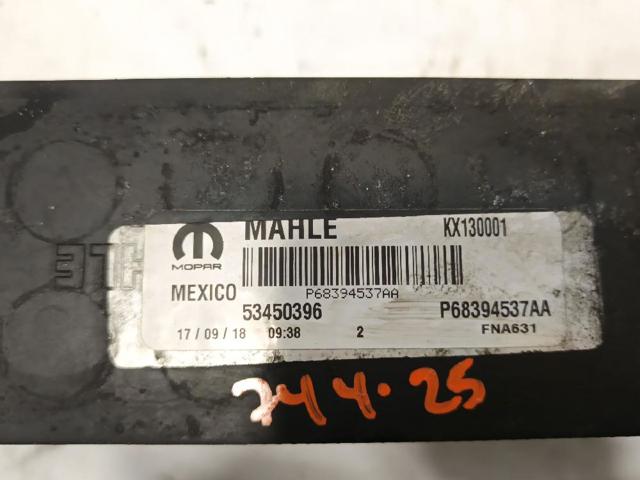 MAHLE KX130001
MOPAR
P68394537AA
MEXICO
53450396 P68394537AA
17/09/18 09:38 2 FNA631
244.25